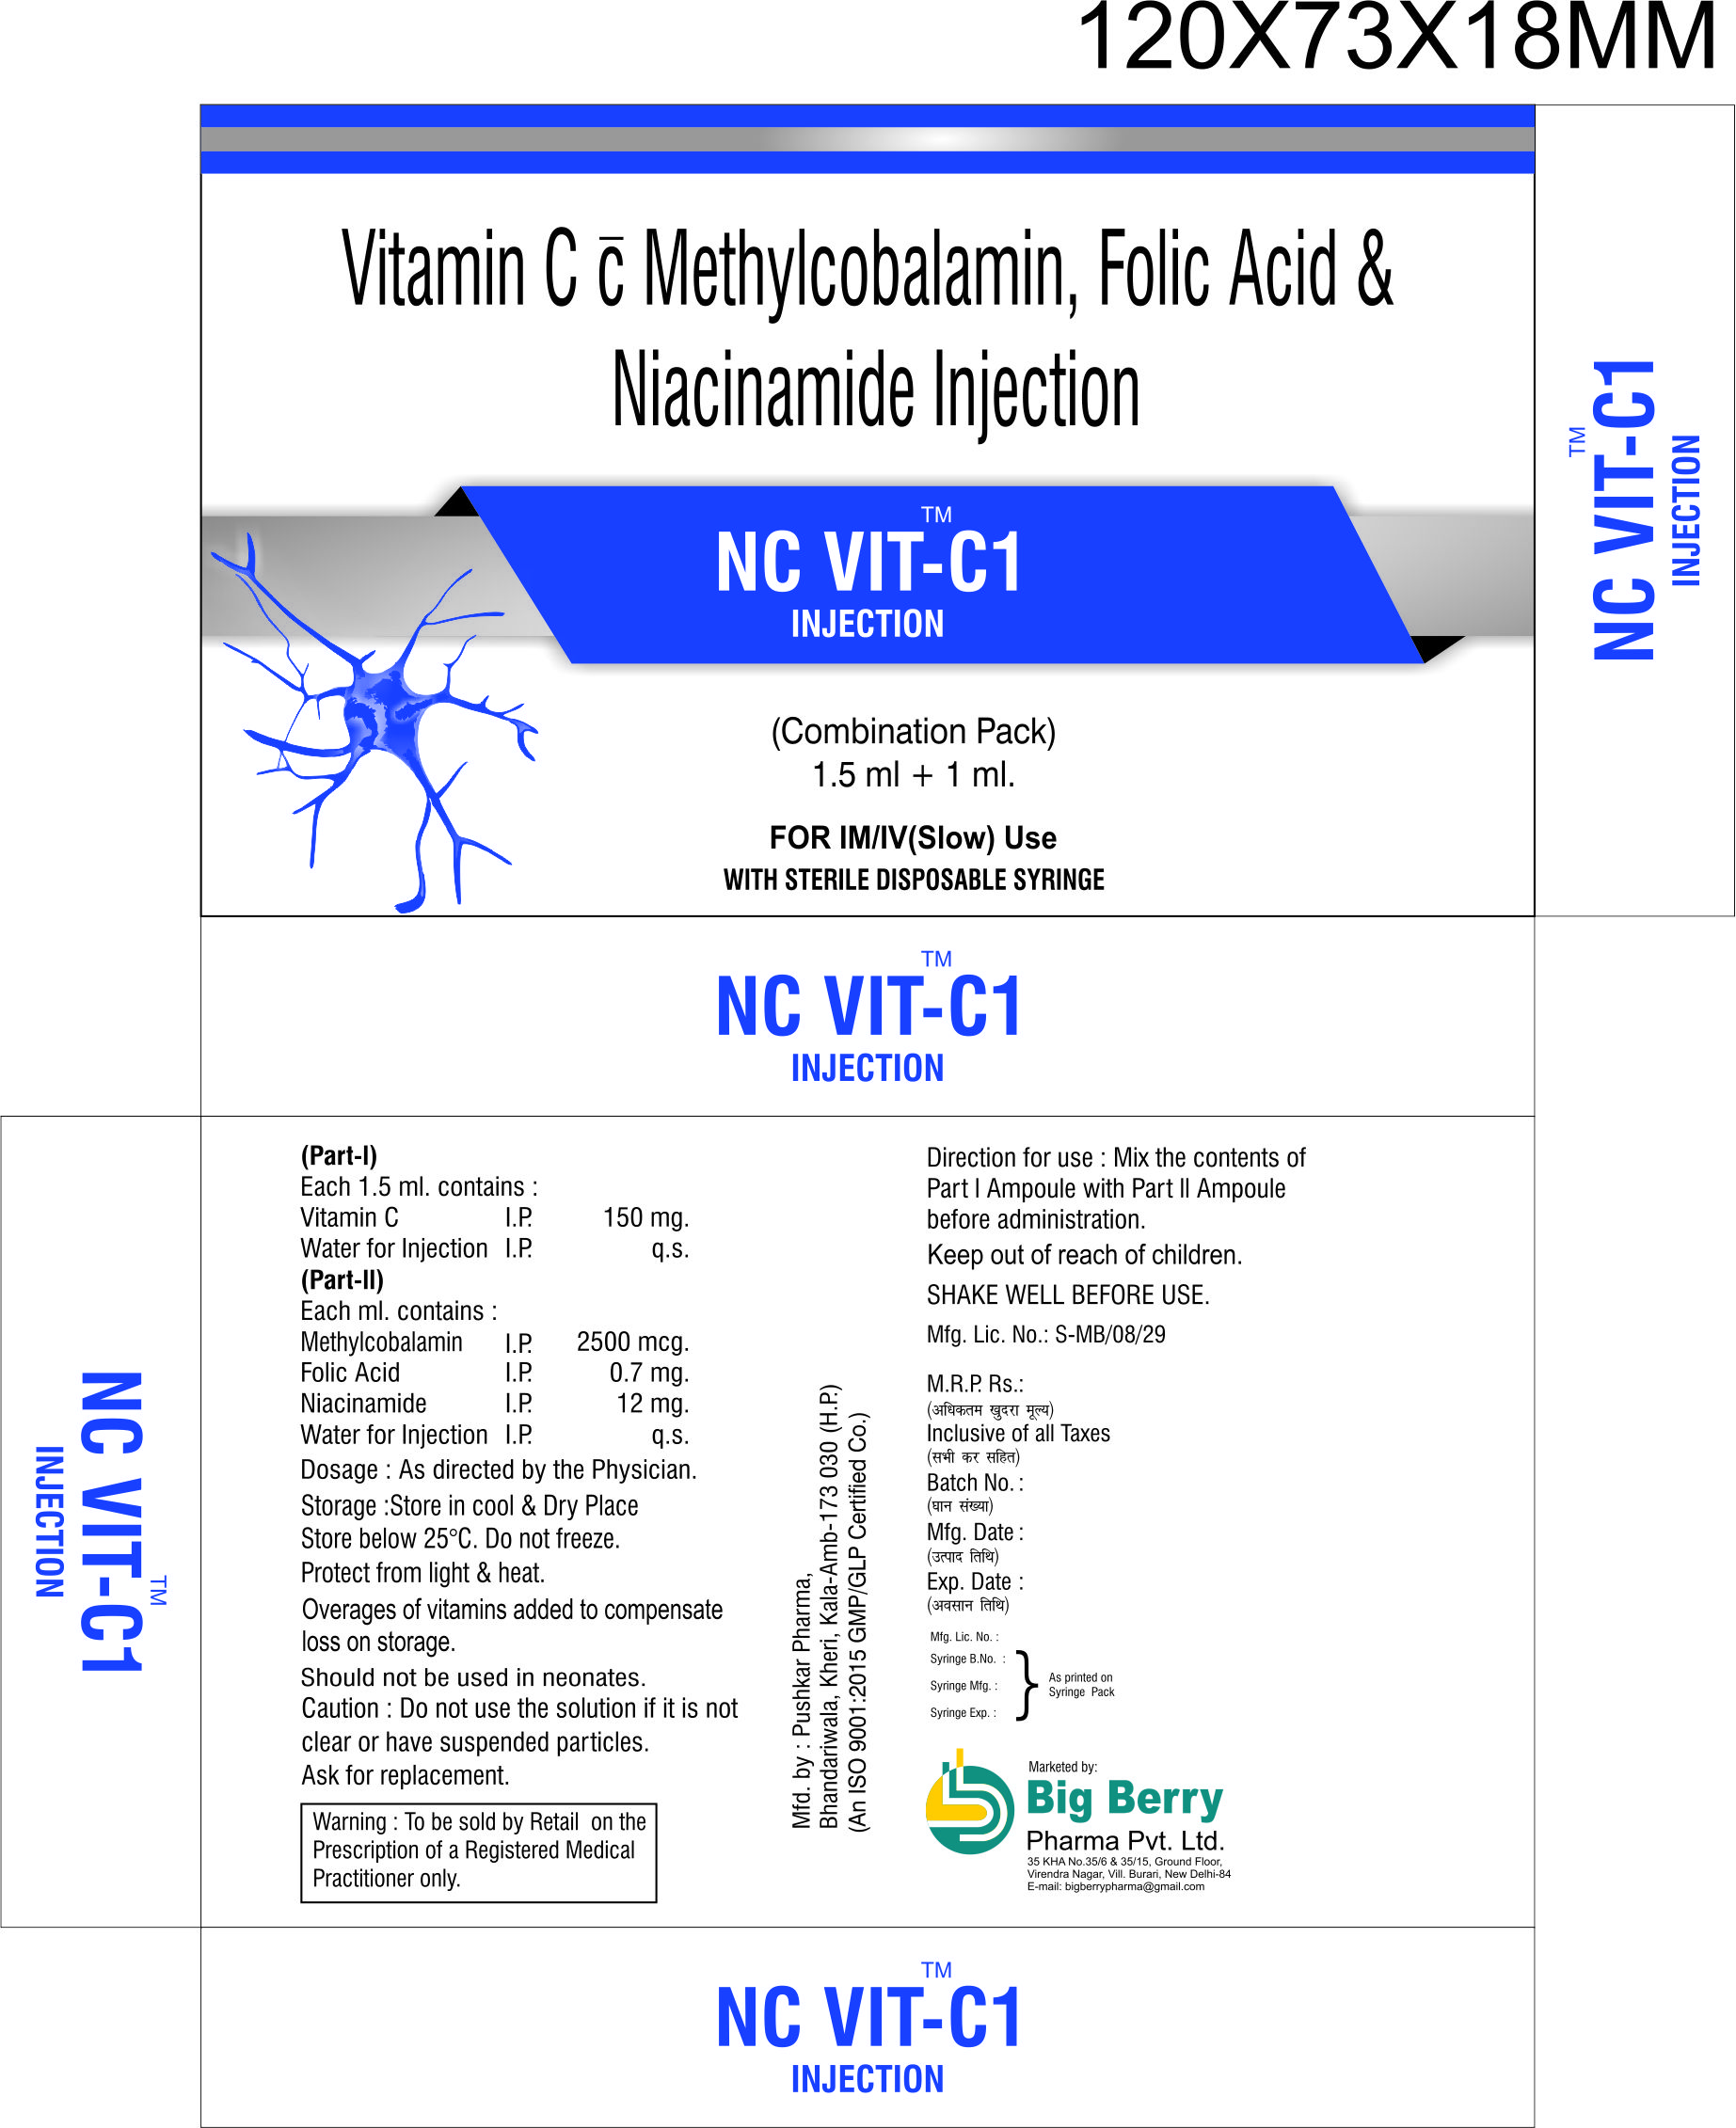 120X73X18MM
Vitamin C c̅ Methylcobalamin, Folic Acid &
Niacinamide Injection
NC VIT-C1™
INJECTION
(Combination Pack)
1.5 ml + 1 ml.
FOR IM/IV(Slow) Use
WITH STERILE DISPOSABLE SYRINGE
NC VIT-C1™
INJECTION
NC VIT-C1™
INJECTION
NC VIT-C1™
INJECTION
(Part-I)
Each 1.5 ml. contains :
Vitamin C I.P. 150 mg.
Water for Injection I.P. q.s.
(Part-II)
Each ml. contains :
Methylcobalamin I.P. 2500 mcg.
Folic Acid I.P. 0.7 mg.
Niacinamide I.P. 12 mg.
Water for Injection I.P. q.s.
Dosage : As directed by the Physician.
Storage :Store in cool & Dry Place
Store below 25°C. Do not freeze.
Protect from light & heat.
Overages of vitamins added to compensate
loss on storage.
Should not be used in neonates.
Caution : Do not use the solution if it is not
clear or have suspended particles.
Ask for replacement.
Warning : To be sold by Retail on the
Prescription of a Registered Medical
Practitioner only.
Mfd. by : Pushkar Pharma,
Bhandariwala, Kheri, Kala-Amb-173 030 (H.P.)
(An ISO 9001:2015 GMP/GLP Certified Co.)
Direction for use : Mix the contents of
Part I Ampoule with Part II Ampoule
before administration.
Keep out of reach of children.
SHAKE WELL BEFORE USE.
Mfg. Lic. No.: S-MB/08/29
M.R.P. Rs.:
(अधिकतम खुदरा मूल्य)
Inclusive of all Taxes
(सभी कर सहित)
Batch No. :
(घान संख्या)
Mfg. Date :
(उत्पाद तिथि)
Exp. Date :
(अवसान तिथि)
Mfg. Lic. No. :
Syringe B.No. :
Syringe Mfg. :
Syringe Exp. :
As printed on
Syringe Pack
Marketed by:
Big Berry
Pharma Pvt. Ltd.
35 KHA No.35/6 & 35/15, Ground Floor,
Virendra Nagar, Vill. Burari, New Delhi-84
E-mail: bigberrypharma@gmail.com
NC VIT-C1™
INJECTION